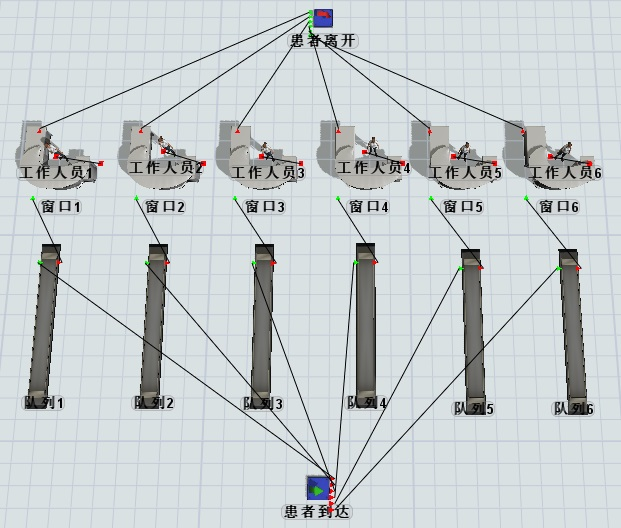 患者离开
工作人员1
工作人员2
工作人员3
工作人员4
工作人员5
工作人员6
窗口1
窗口2
窗口3
窗口4
窗口5
窗口6
队列1
队列2
队列3
队列4
队列5
队列6
患者到达